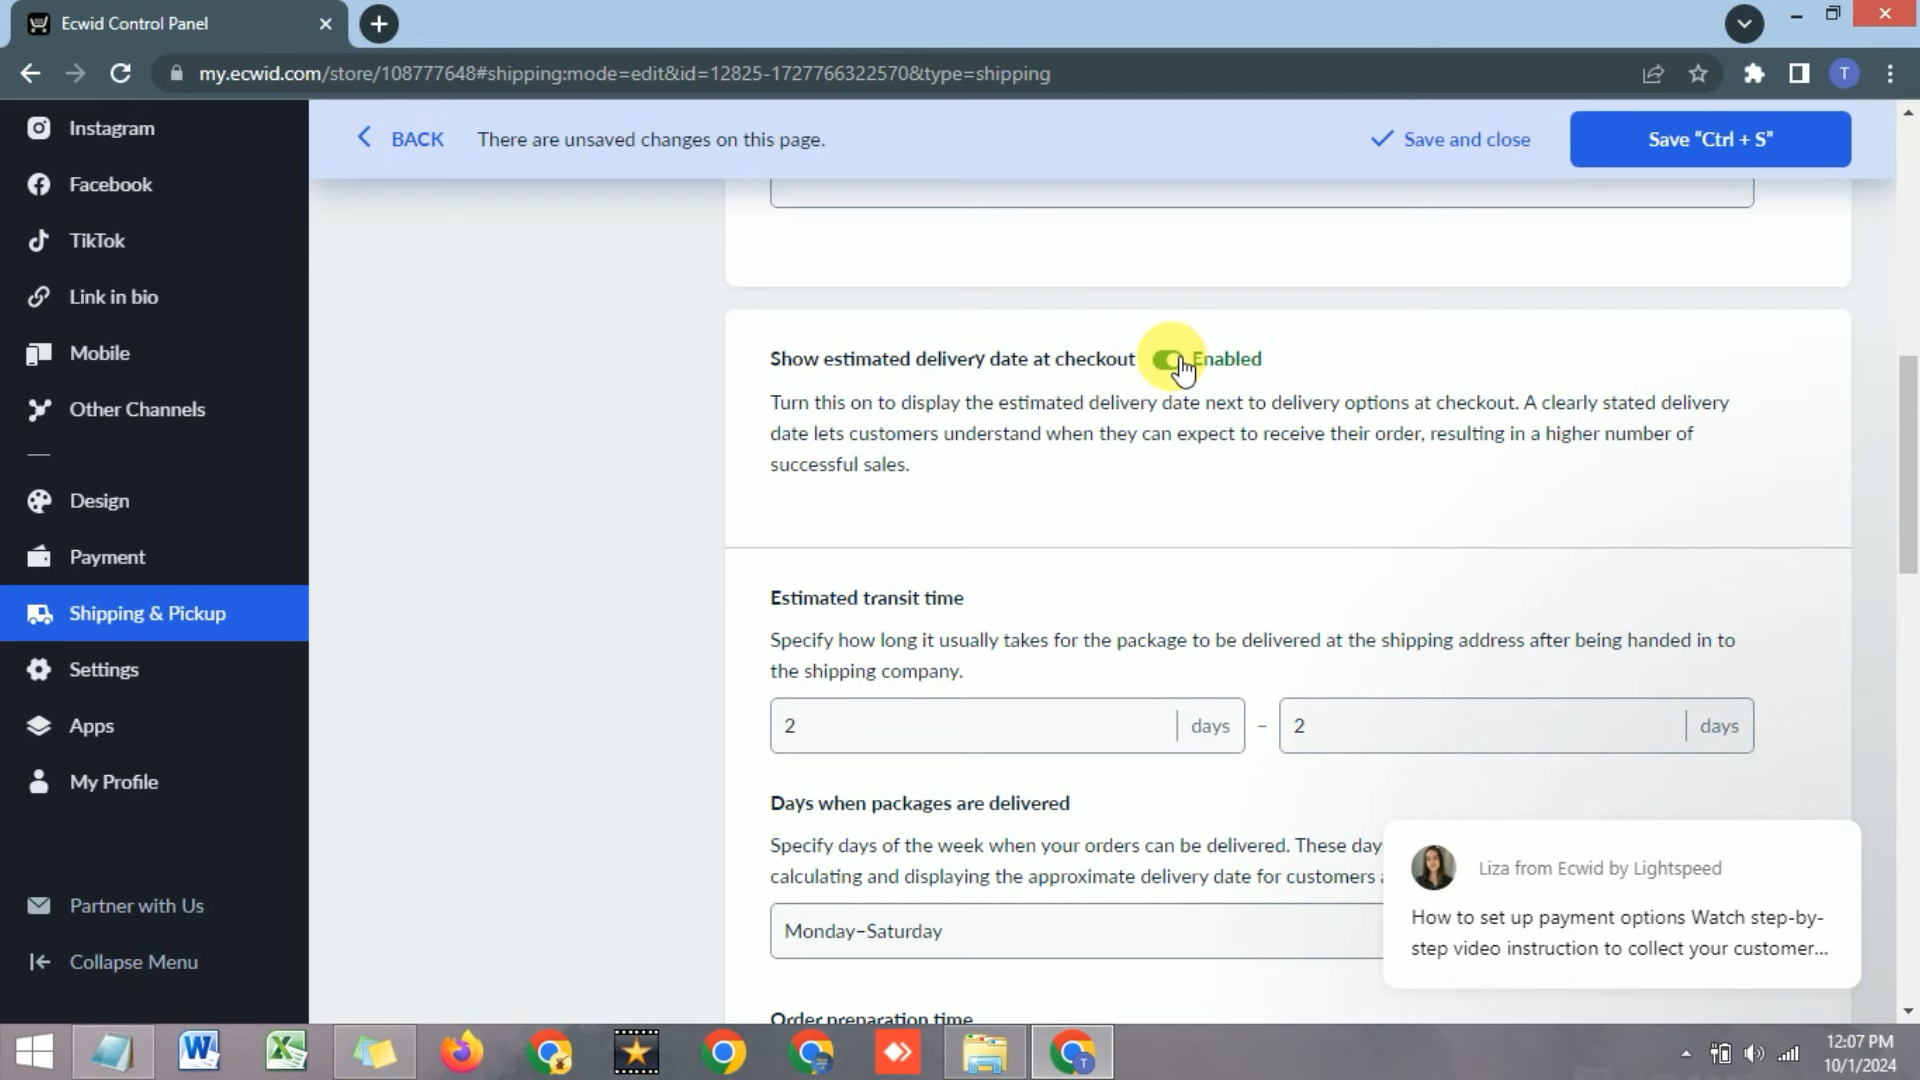 Ecwid Control Panel
my.ecwid.com/store/108777648#shipping:mode=edit&id=12825-1727766322570&type=shipping
T
Instagram
Facebook
TikTok
Link in bio
Mobile
Other Channels
Design
Payment
Shipping & Pickup
Settings
Apps
My Profile
Partner with Us
Collapse Menu
BACK
There are unsaved changes on this page.
Save and close
Save “Ctrl + S”
Show estimated delivery date at checkout Enabled
Turn this on to display the estimated delivery date next to delivery options at checkout. A clearly stated delivery
date lets customers understand when they can expect to receive their order, resulting in a higher number of
successful sales.
Estimated transit time
Specify how long it usually takes for the package to be delivered at the shipping address after being handed in to
the shipping company.
2 days – 2 days
Days when packages are delivered
Specify days of the week when your orders can be delivered. These day
calculating and displaying the approximate delivery date for customers
Monday–Saturday
Order preparation time
Liza from Ecwid by Lightspeed
How to set up payment options Watch step-by-
step video instruction to collect your customer...
12:07 PM
10/1/2024